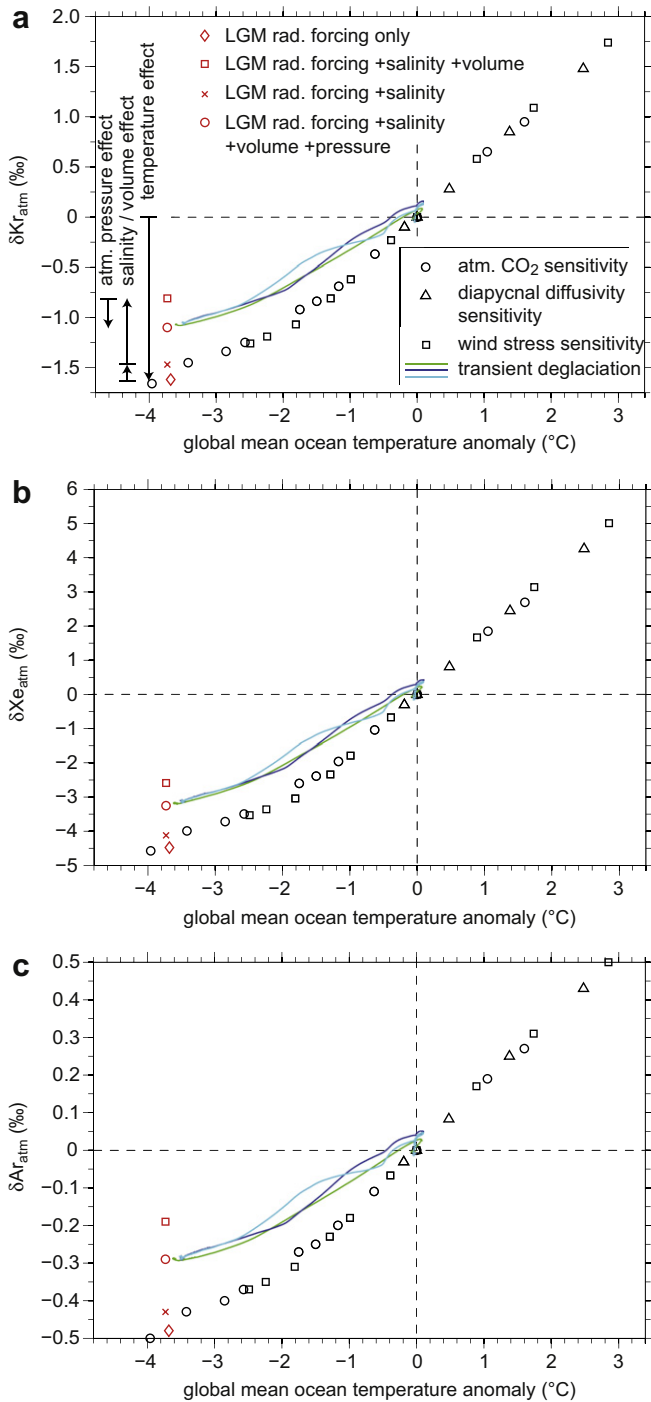 a
2.0
1.5
1.0
0.5
0
−0.5
−1.0
−1.5
δKratm (‰)
atm. pressure effect
salinity / volume effect
temperature effect
LGM rad. forcing only
LGM rad. forcing +salinity +volume
LGM rad. forcing +salinity
LGM rad. forcing +salinity
+volume +pressure
atm. CO2 sensitivity
diapycnal diffusivity
sensitivity
wind stress sensitivity
transient deglaciation
−4 −3 −2 −1 0 1 2 3
global mean ocean temperature anomaly (°C)
b
6
5
4
3
2
1
0
−1
−2
−3
−4
−5
δXeatm (‰)
−4 −3 −2 −1 0 1 2 3
global mean ocean temperature anomaly (°C)
c
0.5
0.4
0.3
0.2
0.1
0
−0.1
−0.2
−0.3
−0.4
−0.5
δAratm (‰)
−4 −3 −2 −1 0 1 2 3
global mean ocean temperature anomaly (°C)